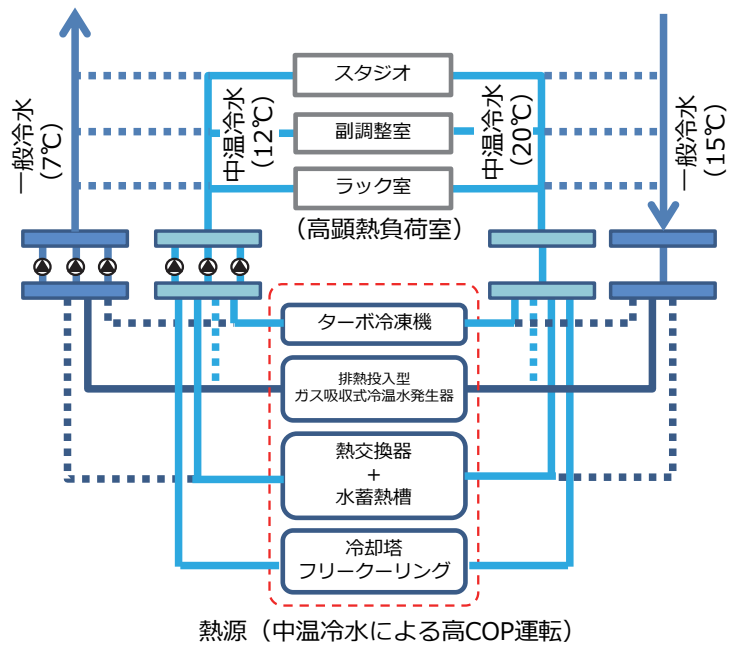 スタジオ
副調整室
ラック室
(高顕熱負荷室)
一般冷水
(7℃)
中温冷水
(12℃)
中温冷水
(20℃)
一般冷水
(15℃)
ターボ冷凍機
排熱投入型
ガス吸収式冷温水発生器
熱交換器
+
水蓄熱槽
冷却塔
フリークーリング
熱源（中温冷水による高COP運転）